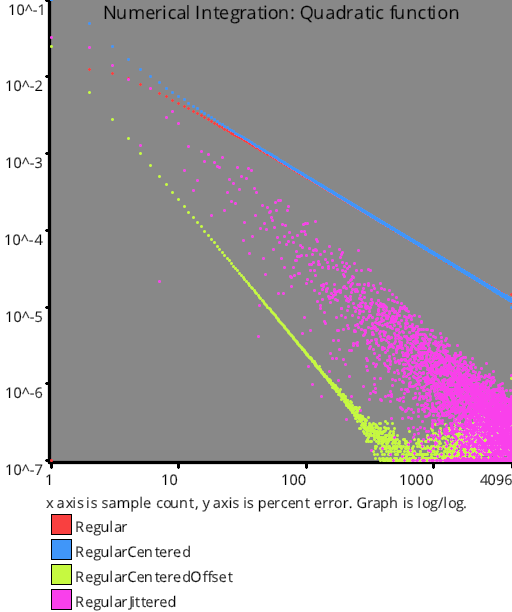 Numerical Integration: Quadratic function
10^-1
10^-2
10^-3
10^-4
10^-5
10^-6
10^-7
1 10 100 1000 4096
x axis is sample count, y axis is percent error. Graph is log/log.
Regular
RegularCentered
RegularCenteredOffset
RegularJittered